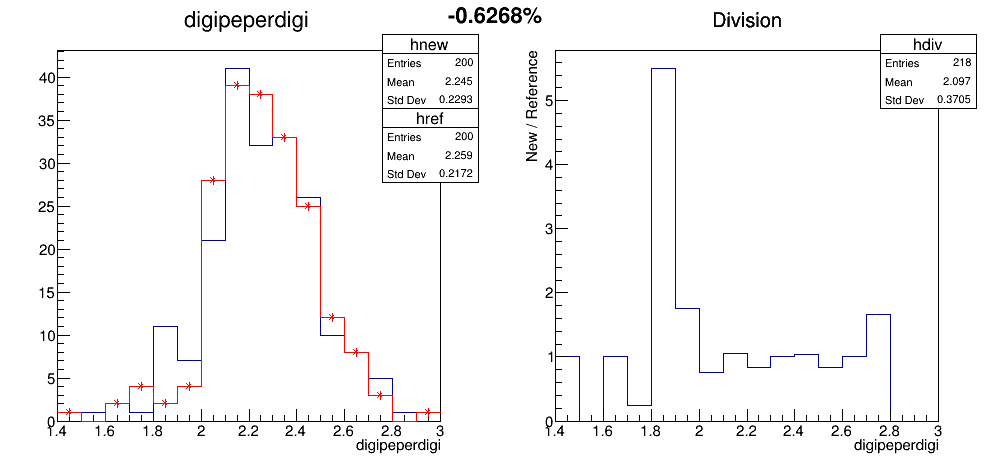 -0.6268%
digipeperdigi
hnew
Entries 200
Mean 2.245
Std Dev 0.2293
href
Entries 200
Mean 2.259
Std Dev 0.2172
40
35
30
25
20
15
10
5
0
1.4 1.6 1.8 2 2.2 2.4 2.6 2.8 3
digipeperdigi
Division
hdiv
Entries 218
Mean 2.097
Std Dev 0.3705
New / Reference
5
4
3
2
1
0
1.4 1.6 1.8 2 2.2 2.4 2.6 2.8 3
digipeperdigi